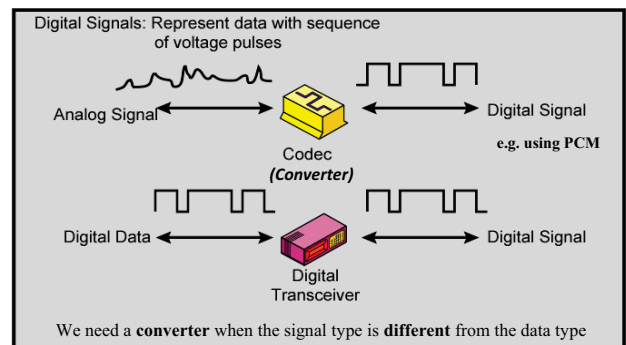 Digital Signals: Represent data with sequence
of voltage pulses
Analog Signal
Digital Signal
e.g. using PCM
Codec
(Converter)
Digital Data
Digital Signal
Digital
Transceiver
We need a converter when the signal type is different from the data type